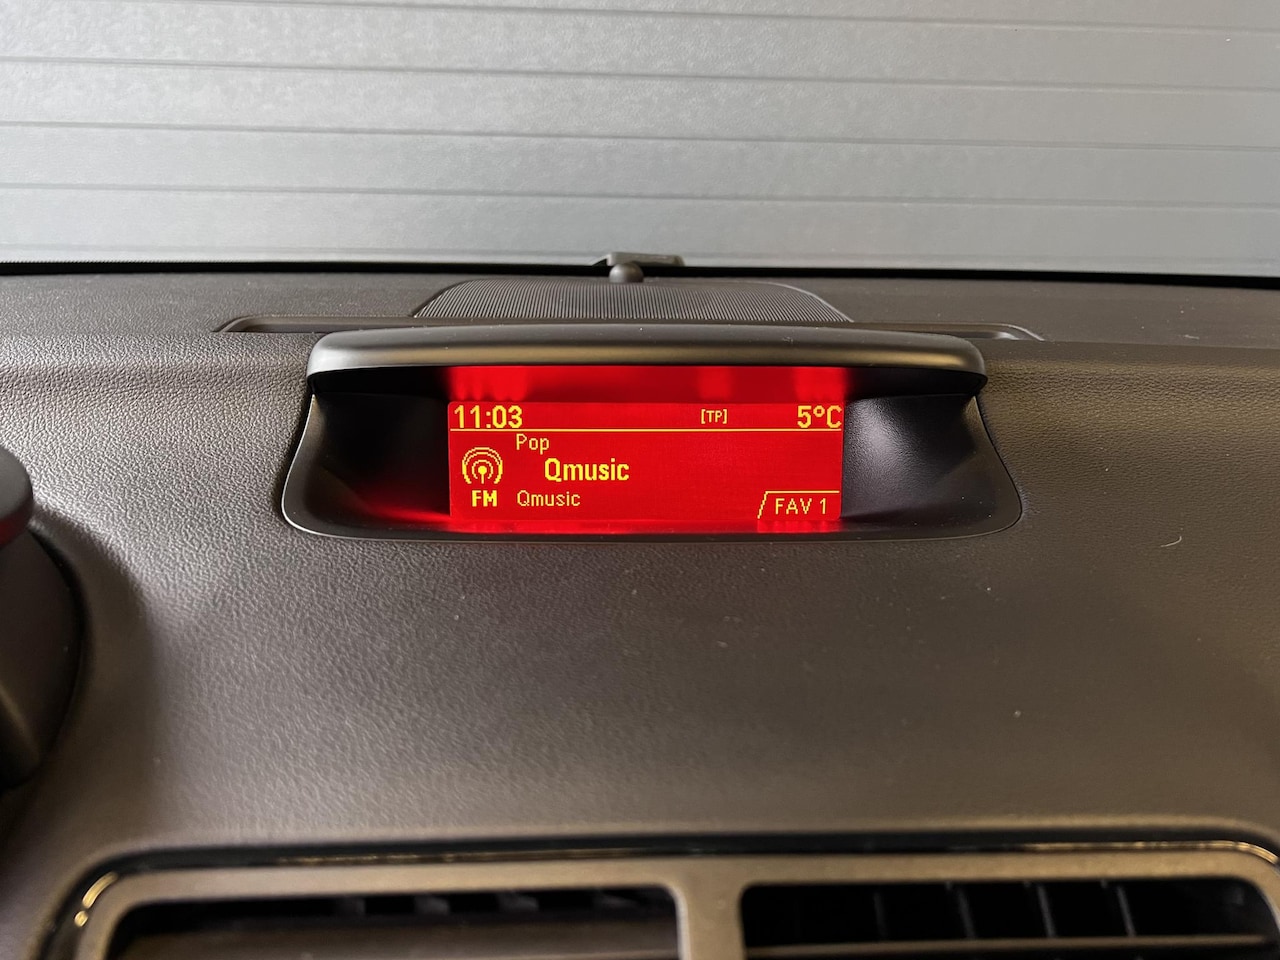 11:03 [TP] 5°C
Pop
Qmusic
FM Qmusic
FAV 1